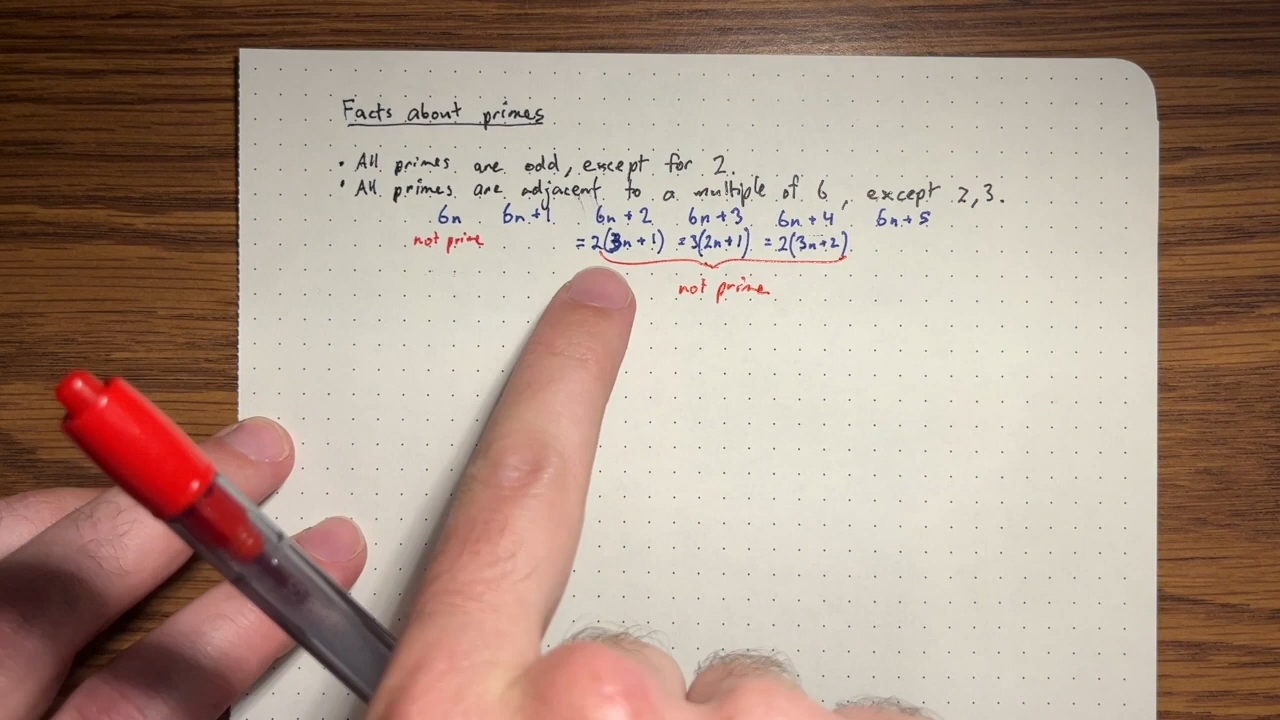 Facts about primes
• All primes are odd, except for 2.
• All primes are adjacent to a multiple of 6, except 2,3.
6n 6n+1 6n+2 6n+3 6n+4 6n+5
not prime =2(3n+1) =3(2n+1) =2(3n+2)
not prime